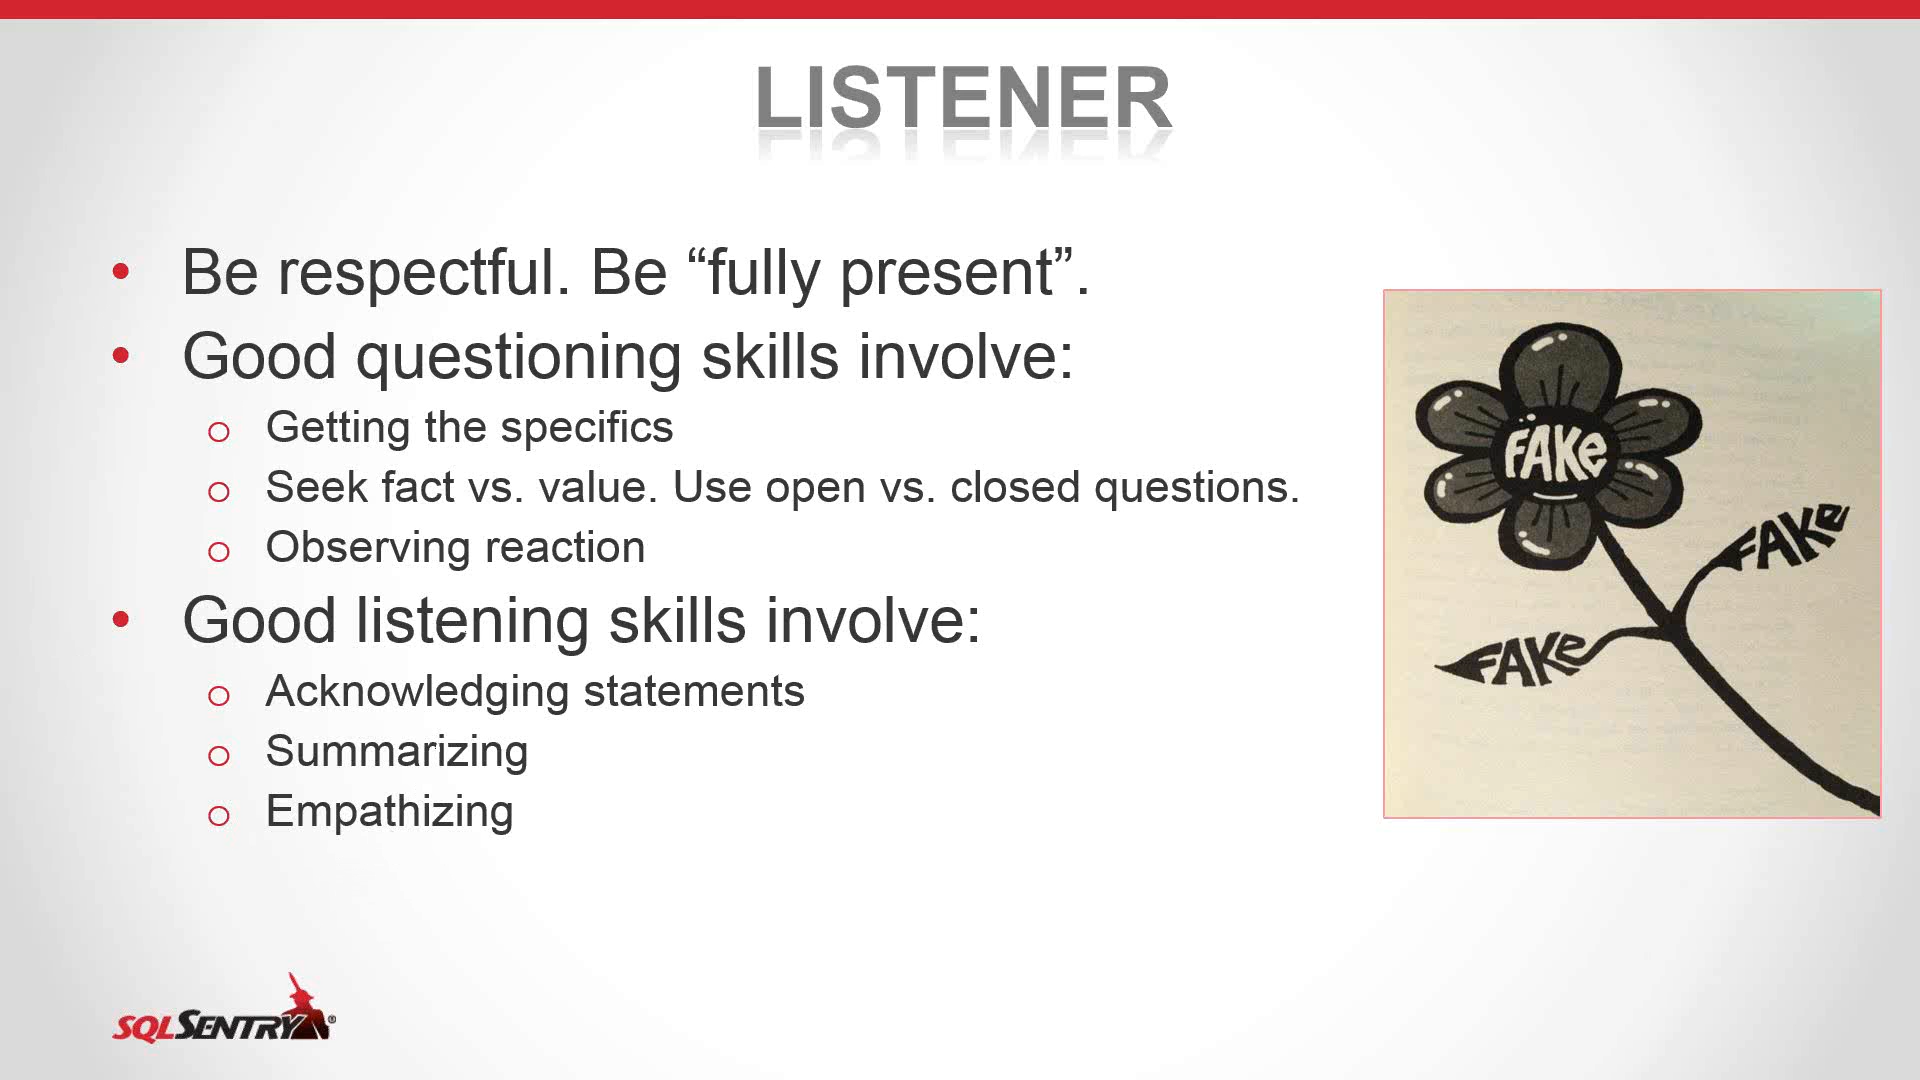 LISTENER
• Be respectful. Be “fully present”.
• Good questioning skills involve:
o Getting the specifics
o Seek fact vs. value. Use open vs. closed questions.
o Observing reaction
• Good listening skills involve:
o Acknowledging statements
o Summarizing
o Empathizing
FAKe
FAKe
FAKe
SQLSENTRY®